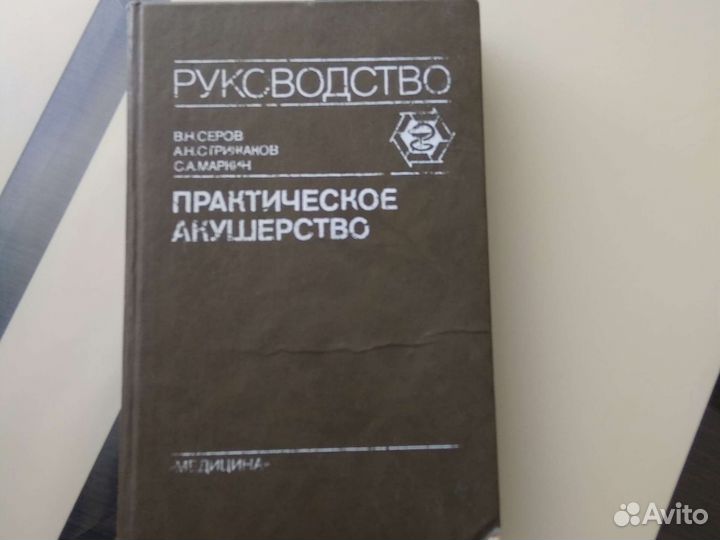 РУКОВОДСТВО
В.Н.СЕРОВ
А.Н.СТРИЖАКОВ
С.А.МАРКИН
ПРАКТИЧЕСКОЕ
АКУШЕРСТВО
«МЕДИЦИНА»
Avito